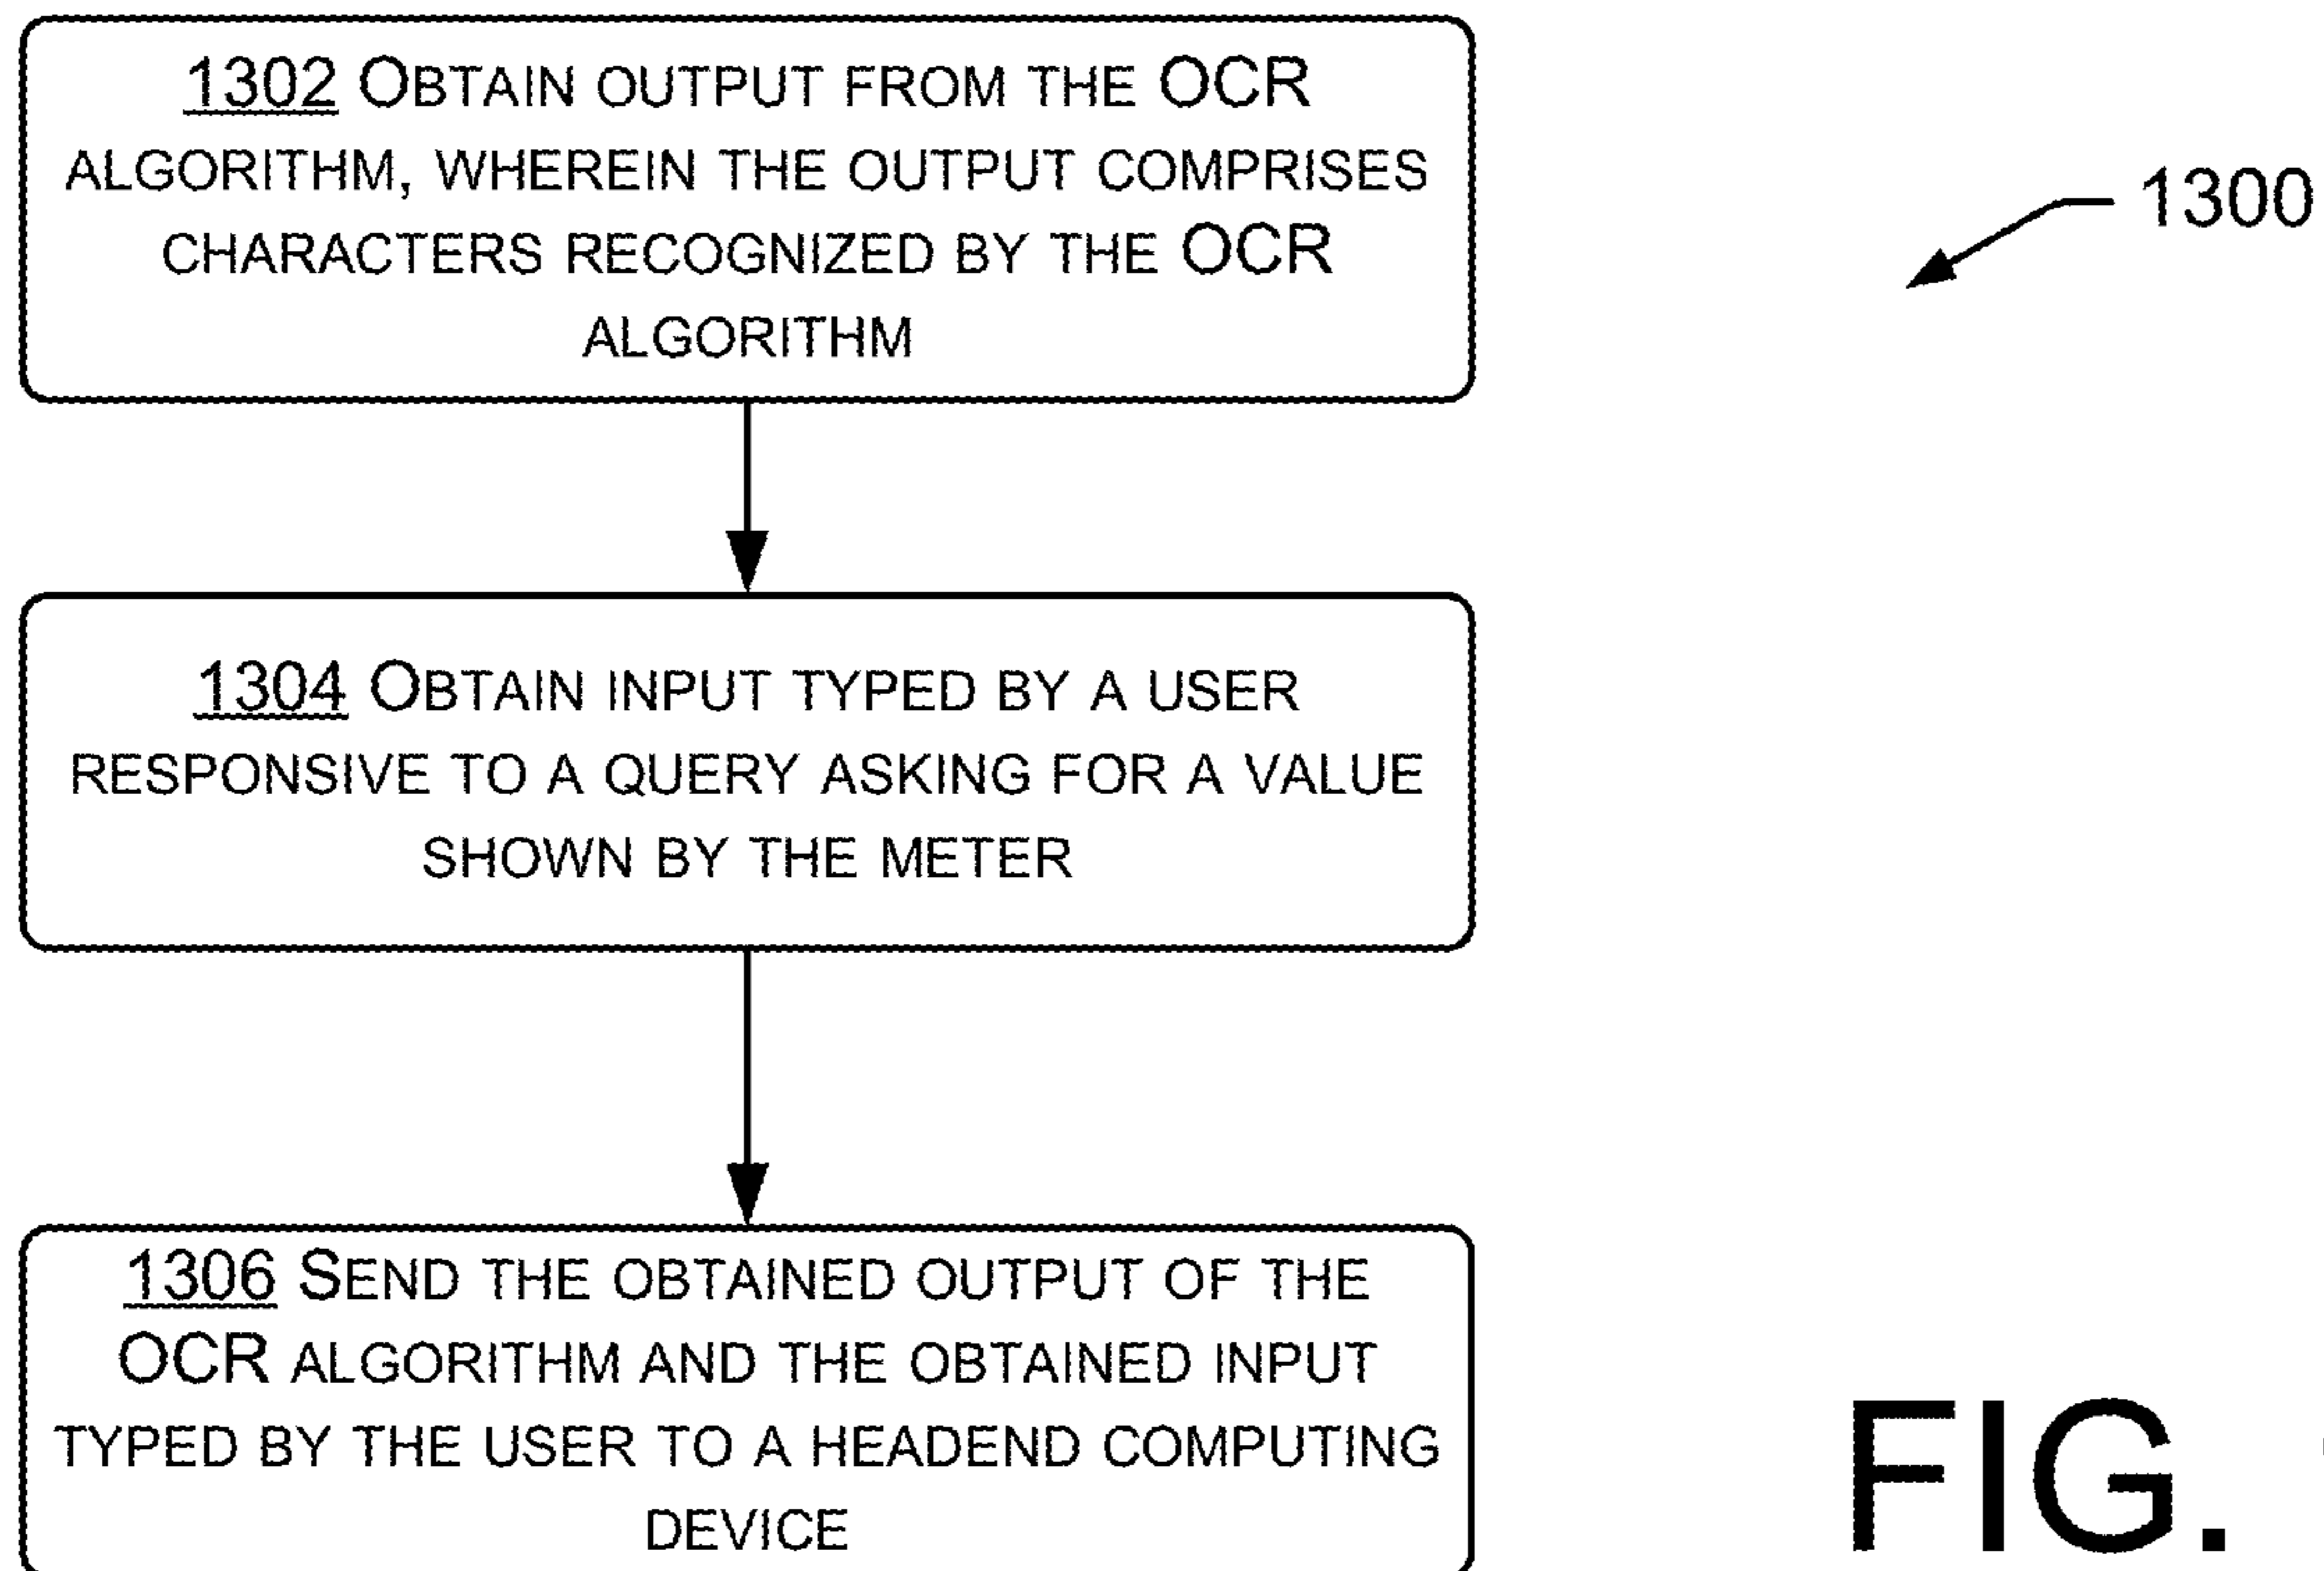 1302 OBTAIN OUTPUT FROM THE OCR
ALGORITHM, WHEREIN THE OUTPUT COMPRISES
CHARACTERS RECOGNIZED BY THE OCR
ALGORITHM
1300
1304 OBTAIN INPUT TYPED BY A USER
RESPONSIVE TO A QUERY ASKING FOR A VALUE
SHOWN BY THE METER
1306 SEND THE OBTAINED OUTPUT OF THE
OCR ALGORITHM AND THE OBTAINED INPUT
TYPED BY THE USER TO A HEADEND COMPUTING
DEVICE
FIG.